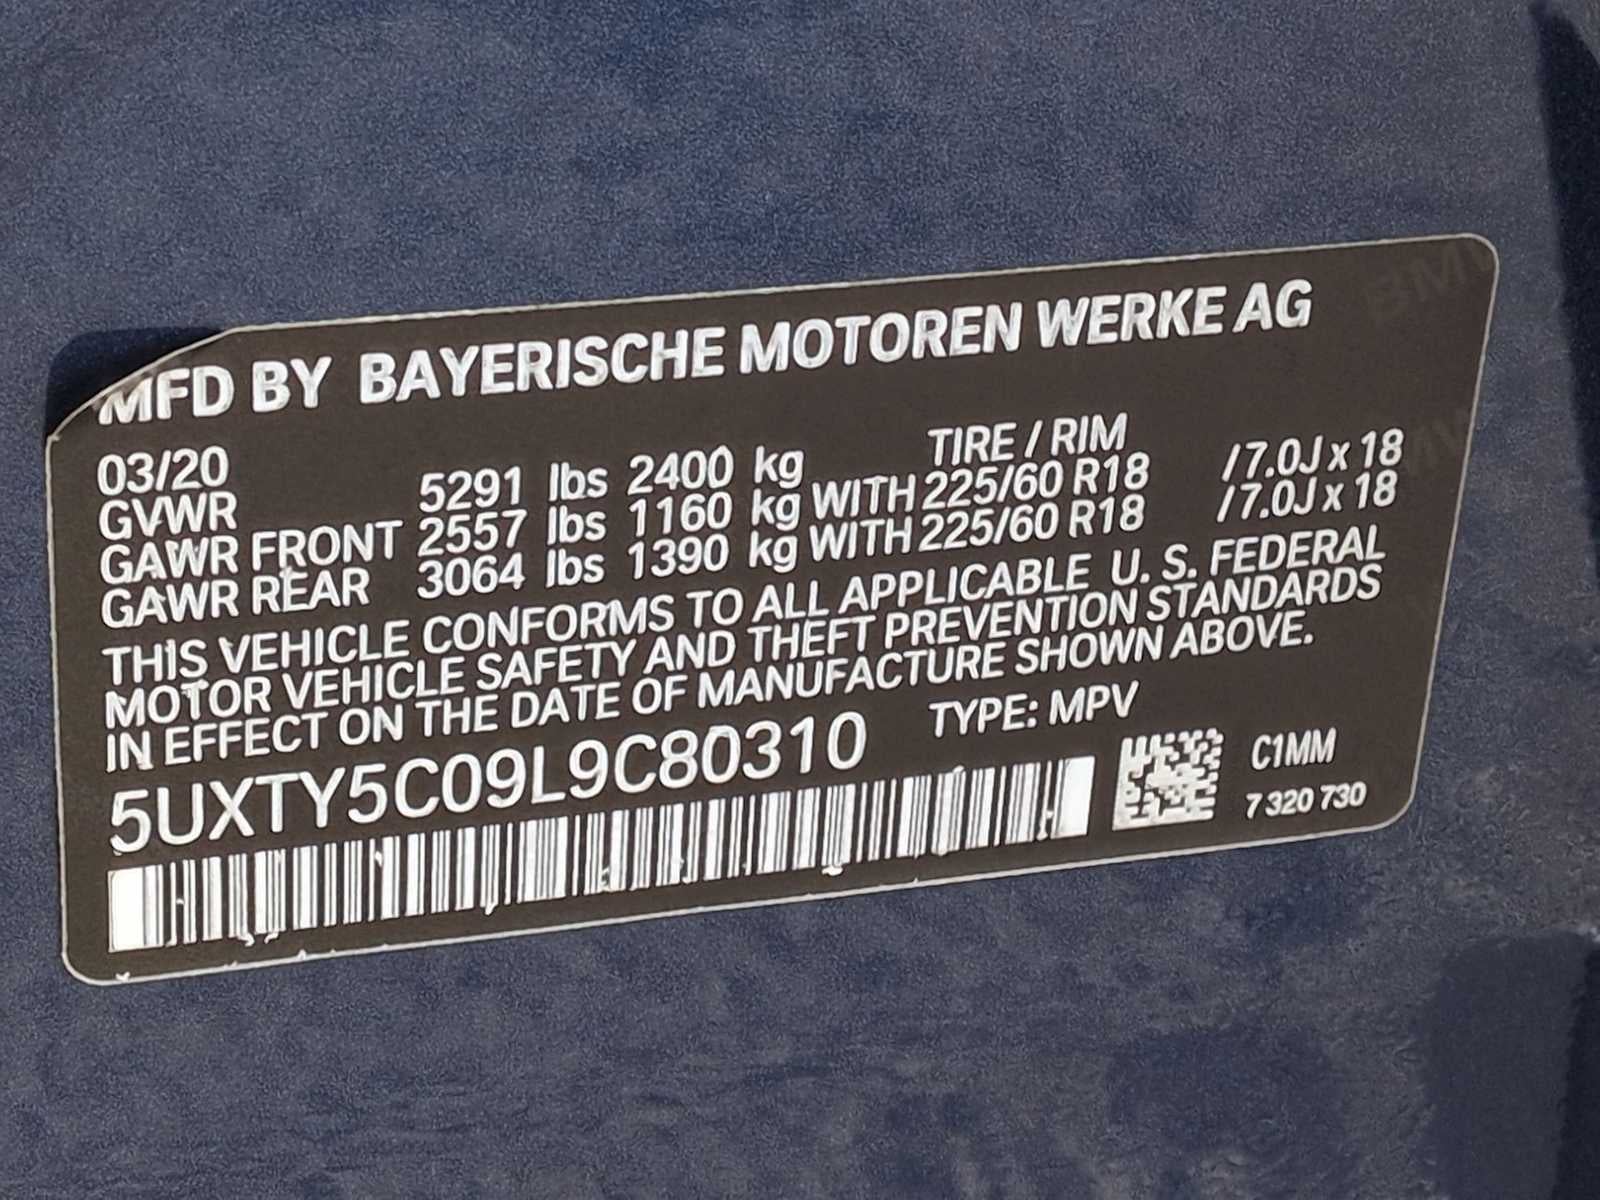 MFD BY BAYERISCHE MOTOREN WERKE AG
03/20 TIRE / RIM
GVWR 5291 lbs 2400 kg
GAWR FRONT 2557 lbs 1160 kg WITH 225/60 R18 / 7.0J x 18
GAWR REAR 3064 lbs 1390 kg WITH 225/60 R18 / 7.0J x 18
THIS VEHICLE CONFORMS TO ALL APPLICABLE U. S. FEDERAL
MOTOR VEHICLE SAFETY AND THEFT PREVENTION STANDARDS
IN EFFECT ON THE DATE OF MANUFACTURE SHOWN ABOVE.
5UXTY5C09L9C80310 TYPE: MPV
C1MM
7 320 730